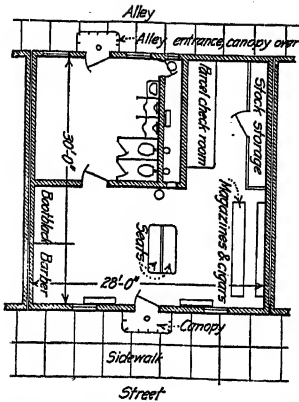 Alley
Alley entrance, canopy over
Stock storage
Parcel check room
30'-0"
Magazines & cigars
Seats
Bootblack
Barber
28'-0"
Canopy
Sidewalk
Street